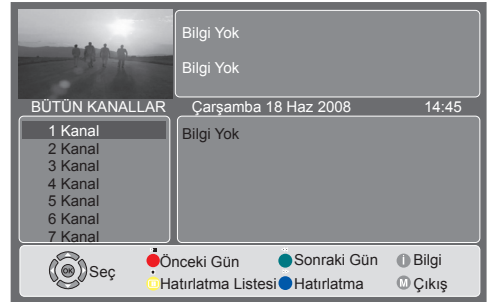 Bilgi Yok
Bilgi Yok
BÜTÜN KANALLAR Çarşamba 18 Haz 2008 14:45
1 Kanal
2 Kanal
3 Kanal
4 Kanal
5 Kanal
6 Kanal
7 Kanal
Bilgi Yok
OK Seç
Önceki Gün Sonraki Gün i Bilgi
Hatırlatma Listesi Hatırlatma M Çıkış